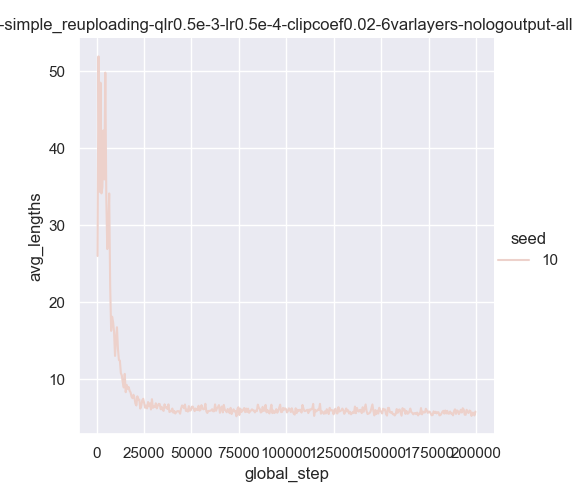 -simple_reuploading-qlr0.5e-3-lr0.5e-4-clipcoef0.02-6varlayers-nologoutput-all
50
40
30
20
10
avg_lengths
0 25000 50000 75000 100000 125000 150000 175000 200000
global_step
seed
10